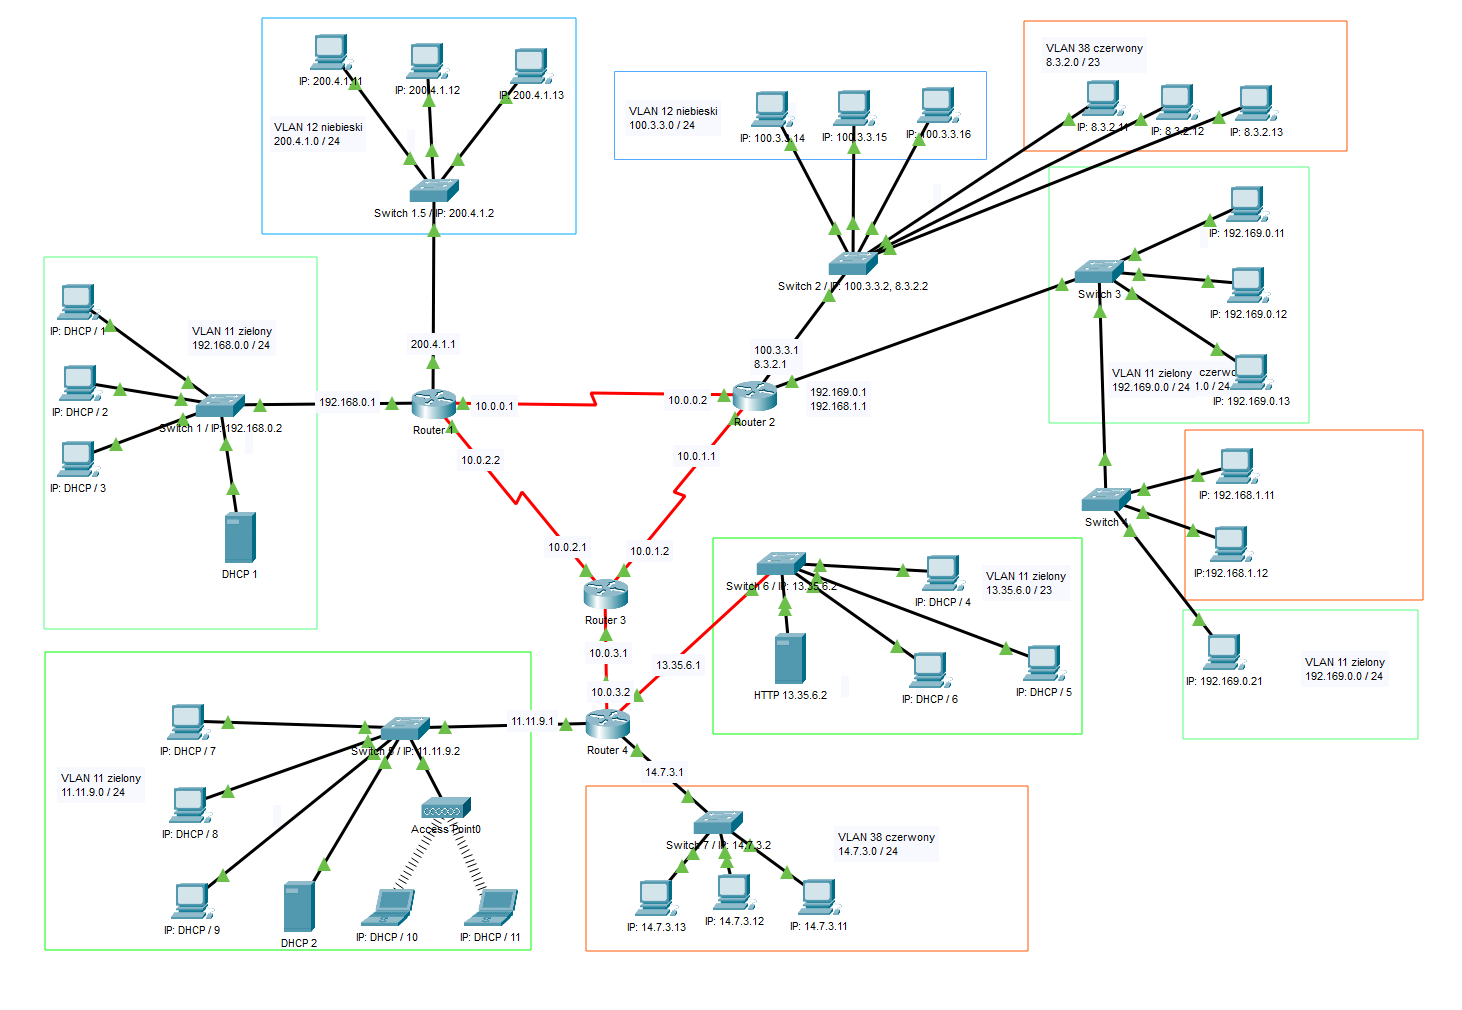 IP: 200.4.1.11
IP: 200.4.1.12
IP: 200.4.1.13
VLAN 12 niebieski
200.4.1.0 / 24
Switch 1.5 / IP: 200.4.1.2
VLAN 12 niebieski
100.3.3.0 / 24
IP: 100.3.3.14
IP: 100.3.3.15
IP: 100.3.3.16
VLAN 38 czerwony
8.3.2.0 / 23
IP: 8.3.2.11
IP: 8.3.2.12
IP: 8.3.2.13
Switch 2 / IP: 100.3.3.2, 8.3.2.2
IP: 192.169.0.11
Switch 3
IP: 192.169.0.12
VLAN 11 zielony
192.169.0.0 / 24
czerwo
1.0 / 24
IP: 192.169.0.13
IP: DHCP / 1
VLAN 11 zielony
192.168.0.0 / 24
IP: DHCP / 2
Switch 1 / IP: 192.168.0.2
IP: DHCP / 3
DHCP 1
200.4.1.1
192.168.0.1
Router 1
10.0.0.1
10.0.0.2
100.3.3.1
8.3.2.1
192.169.0.1
192.168.1.1
Router 2
10.0.2.2
10.0.1.1
10.0.2.1
10.0.1.2
Router 3
10.0.3.1
10.0.3.2
13.35.6.1
Router 4
11.11.9.1
14.7.3.1
Switch 4
IP: 192.168.1.11
IP:192.168.1.12
IP: 192.169.0.21
VLAN 11 zielony
192.169.0.0 / 24
Switch 6 / IP: 13.35.6.2
IP: DHCP / 4
VLAN 11 zielony
13.35.6.0 / 23
HTTP 13.35.6.2
IP: DHCP / 6
IP: DHCP / 5
IP: DHCP / 7
Switch 5 / IP: 11.11.9.2
VLAN 11 zielony
11.11.9.0 / 24
IP: DHCP / 8
Access Point0
IP: DHCP / 9
DHCP 2
IP: DHCP / 10
IP: DHCP / 11
Switch 7 / IP: 14.7.3.2
VLAN 38 czerwony
14.7.3.0 / 24
IP: 14.7.3.13
IP: 14.7.3.12
IP: 14.7.3.11